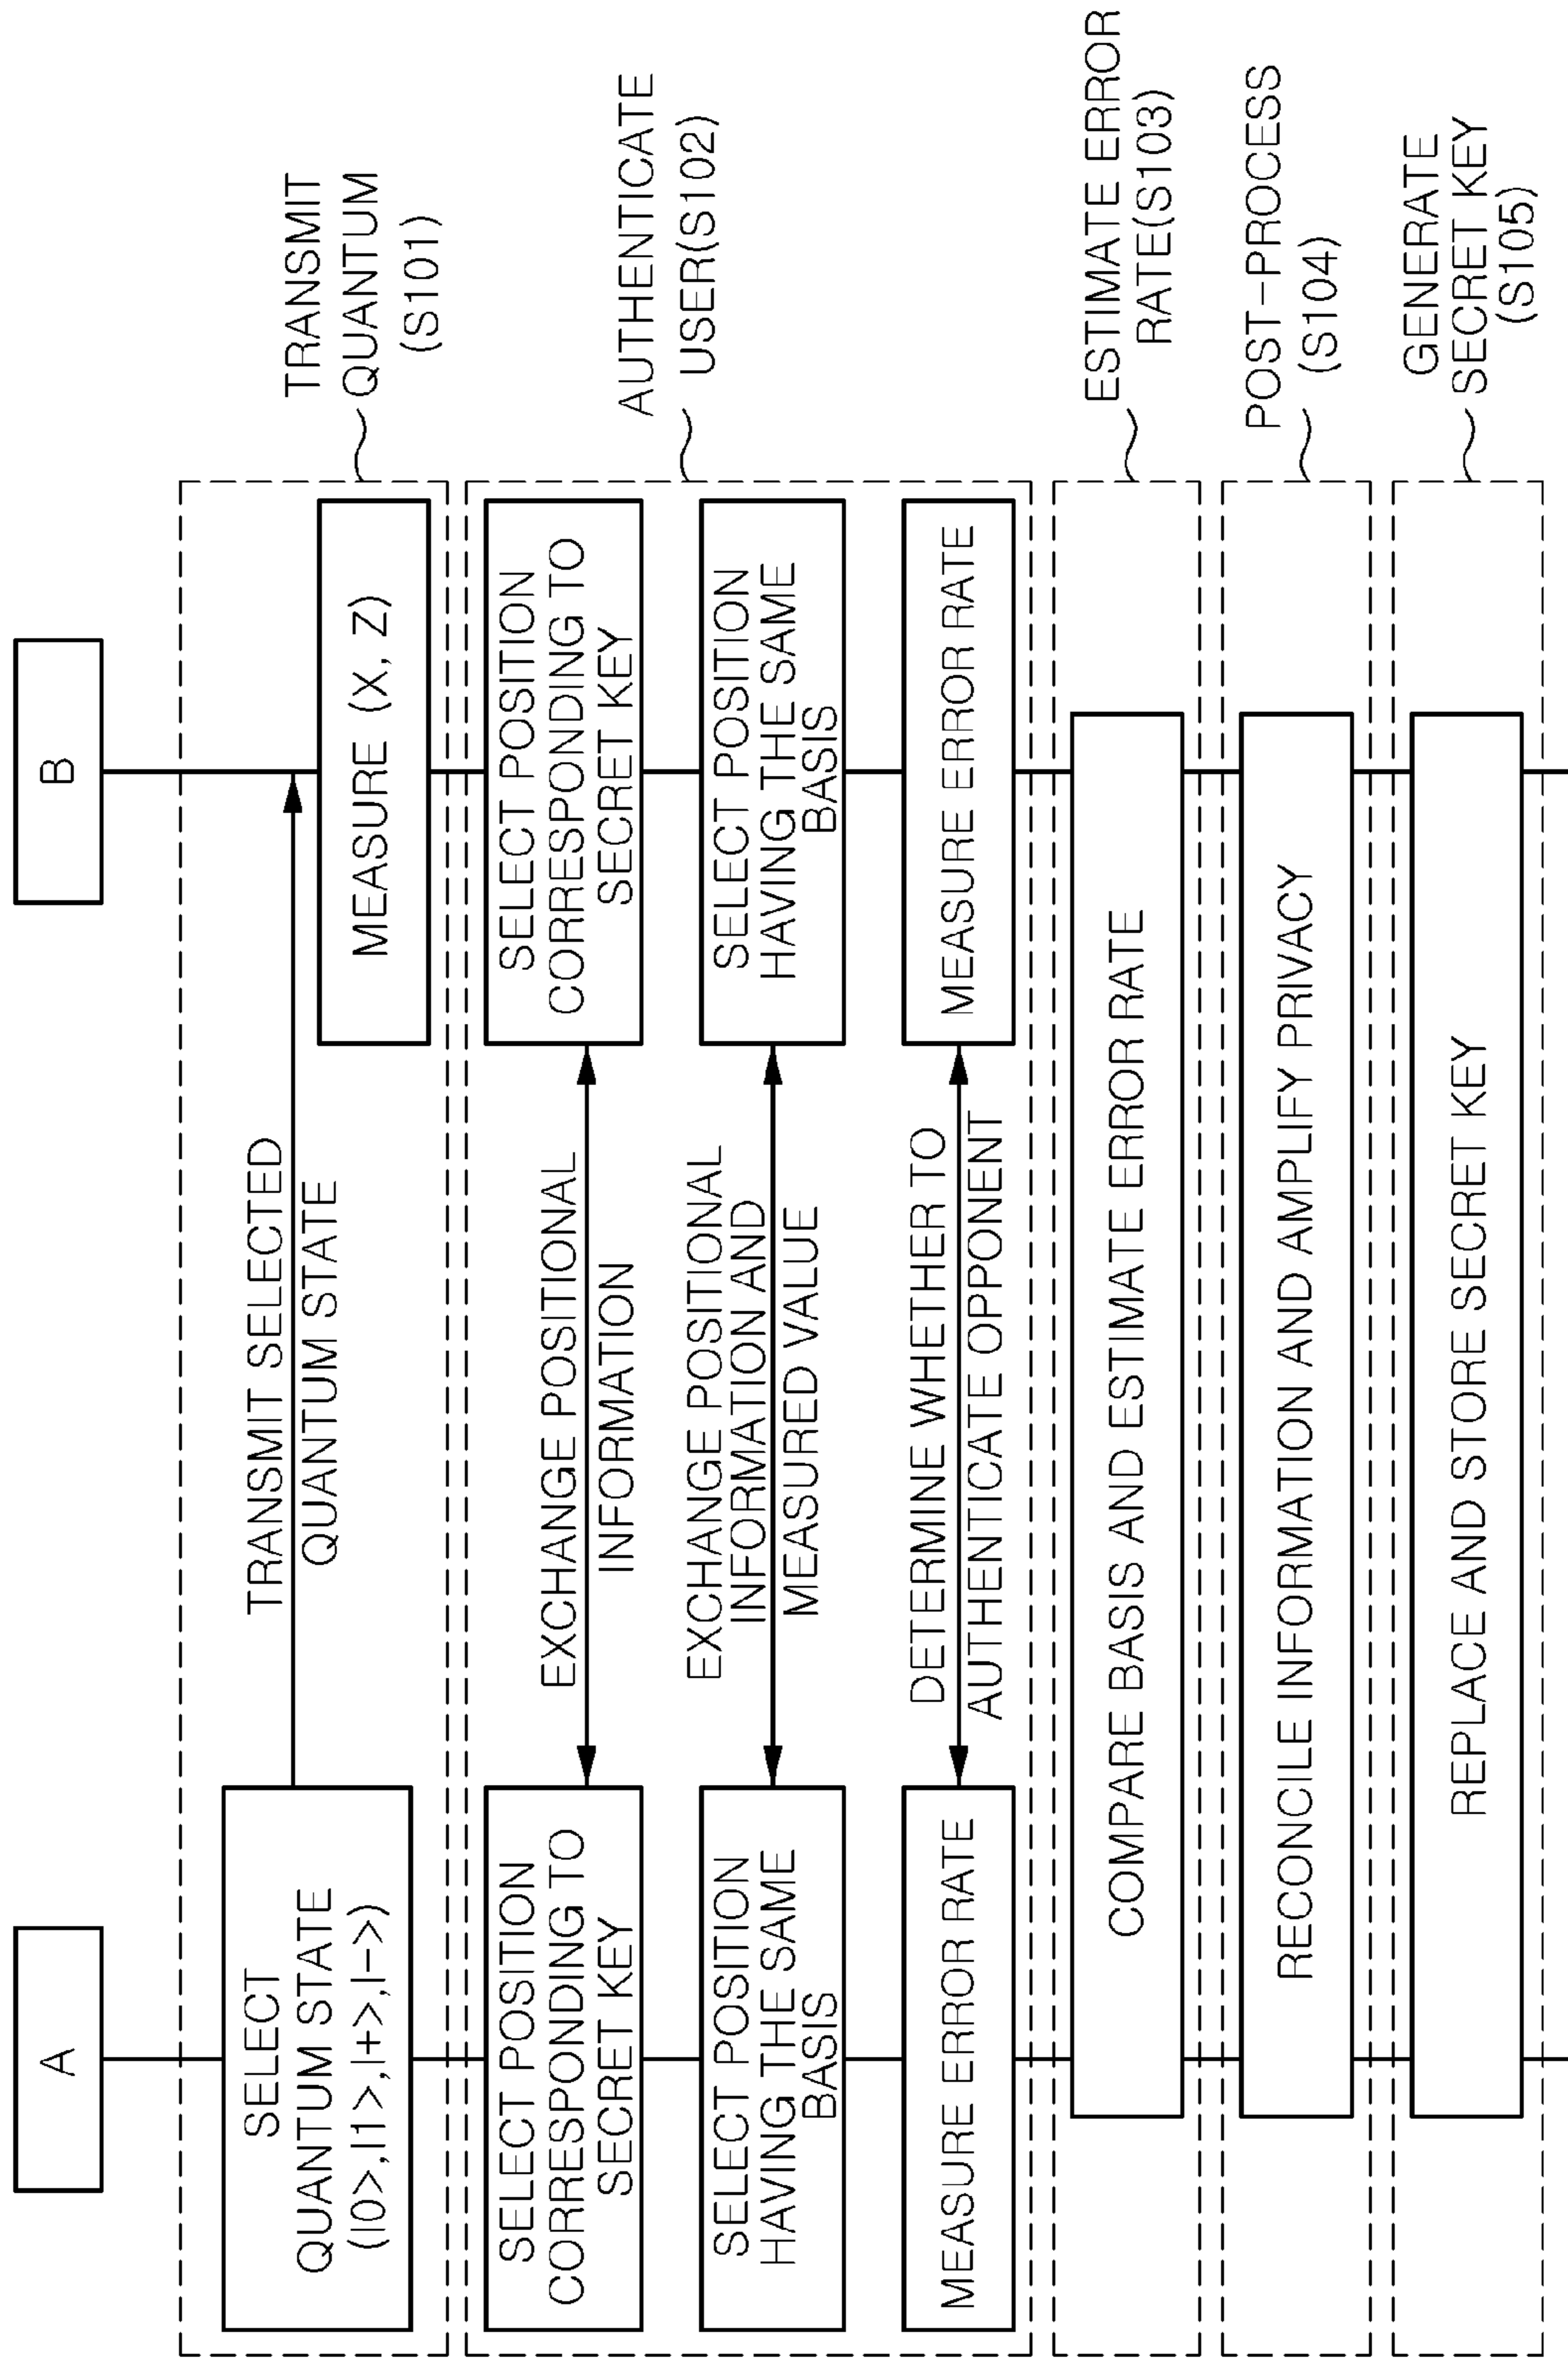 A
B
SELECT
QUANTUM STATE
(|0>,|1>,|+>,|->)
TRANSMIT SELECTED
QUANTUM STATE
MEASURE (X, Z)
TRANSMIT
QUANTUM
(S101)
SELECT POSITION
CORRESPONDING TO
SECRET KEY
EXCHANGE POSITIONAL
INFORMATION
SELECT POSITION
CORRESPONDING TO
SECRET KEY
AUTHENTICATE
USER(S102)
SELECT POSITION
HAVING THE SAME
BASIS
EXCHANGE POSITIONAL
INFORMATION AND
MEASURED VALUE
SELECT POSITION
HAVING THE SAME
BASIS
MEASURE ERROR RATE
DETERMINE WHETHER TO
AUTHENTICATE OPPONENT
MEASURE ERROR RATE
COMPARE BASIS AND ESTIMATE ERROR RATE
ESTIMATE ERROR
RATE(S103)
RECONCILE INFORMATION AND AMPLIFY PRIVACY
POST-PROCESS
(S104)
REPLACE AND STORE SECRET KEY
GENERATE
SECRET KEY
(S105)